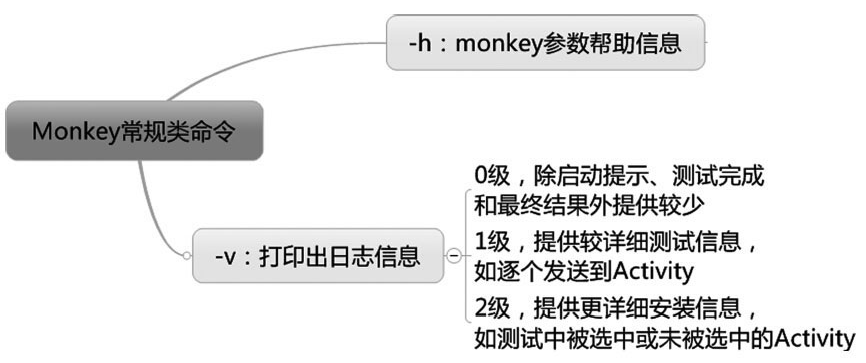 -h：monkey参数帮助信息
Monkey常规类命令
-v：打印出日志信息
0级，除启动提示、测试完成
和最终结果外提供较少
1级，提供较详细测试信息，
如逐个发送到Activity
2级，提供更详细安装信息，
如测试中被选中或未被选中的Activity